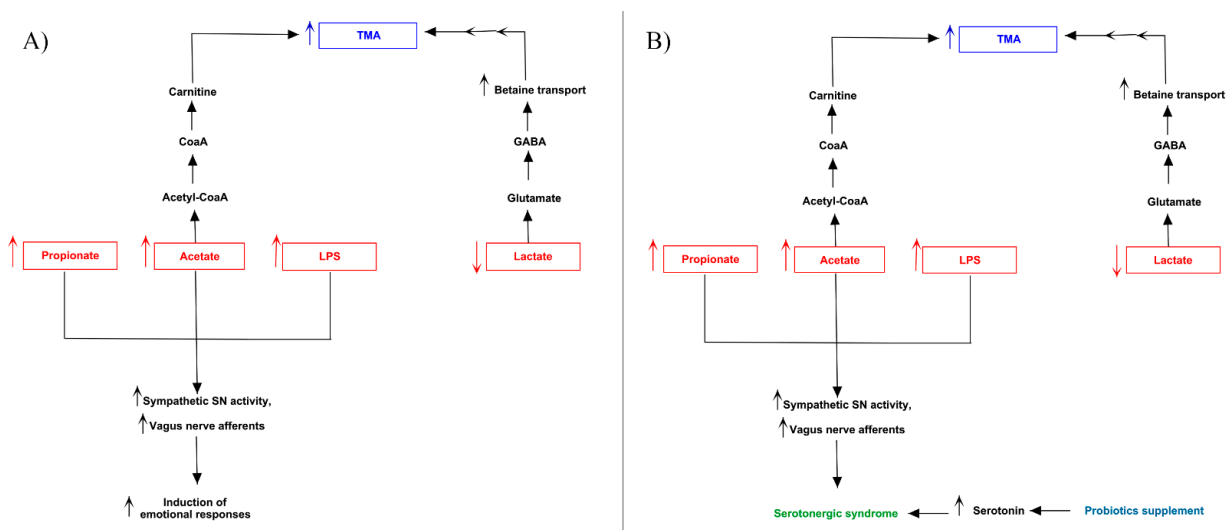 A)
TMA
Carnitine
Betaine transport
CoaA
GABA
Acetyl-CoaA
Glutamate
Propionate
Acetate
LPS
Lactate
Sympathetic SN activity,
Vagus nerve afferents
Induction of
emotional responses
B)
TMA
Carnitine
Betaine transport
CoaA
GABA
Acetyl-CoaA
Glutamate
Propionate
Acetate
LPS
Lactate
Sympathetic SN activity,
Vagus nerve afferents
Serotonergic syndrome
Serotonin
Probiotics supplement